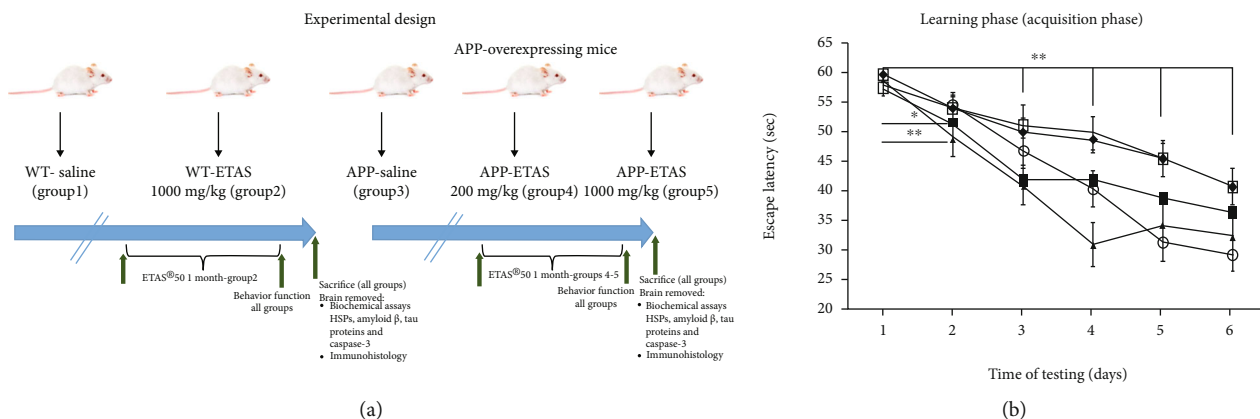 Experimental design
APP-overexpressing mice
WT- saline
(group1)
WT-ETAS
1000 mg/kg (group2)
APP-saline
(group3)
APP-ETAS
200 mg/kg (group4)
APP-ETAS
1000 mg/kg (group5)
ETAS®50 1 month-group2
Behavior function
all groups
Sacrifice (all groups)
Brain removed:
• Biochemical assays
HSPs, amyloid β, tau
proteins and
caspase-3
• Immunohistology
ETAS®50 1 month-groups 4-5
Behavior function
all groups
Sacrifice (all groups)
Brain removed:
• Biochemical assays
HSPs, amyloid β, tau
proteins and
caspase-3
• Immunohistology
(a)
Learning phase (acquisition phase)
65
60
55
50
45
40
35
30
25
20
Escape latency (sec)
**
*
**
1 2 3 4 5 6
Time of testing (days)
(b)